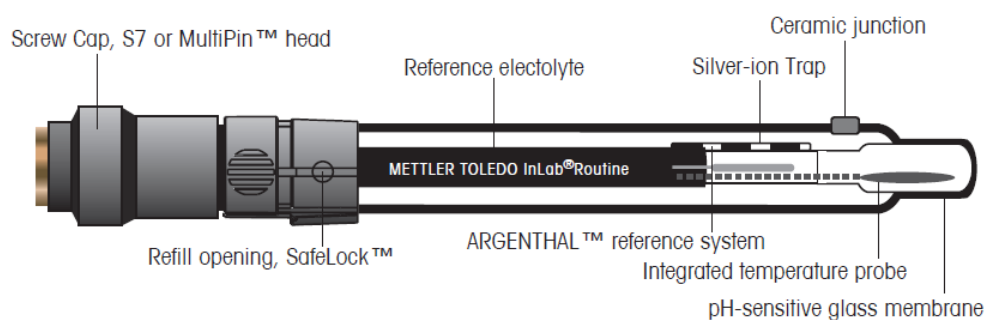 Ceramic junction
Screw Cap, S7 or MultiPin™ head
Reference electolyte
Silver-ion Trap
METTLER TOLEDO InLab®Routine
ARGENTHAL™ reference system
Refill opening, SafeLock™
Integrated temperature probe
pH-sensitive glass membrane